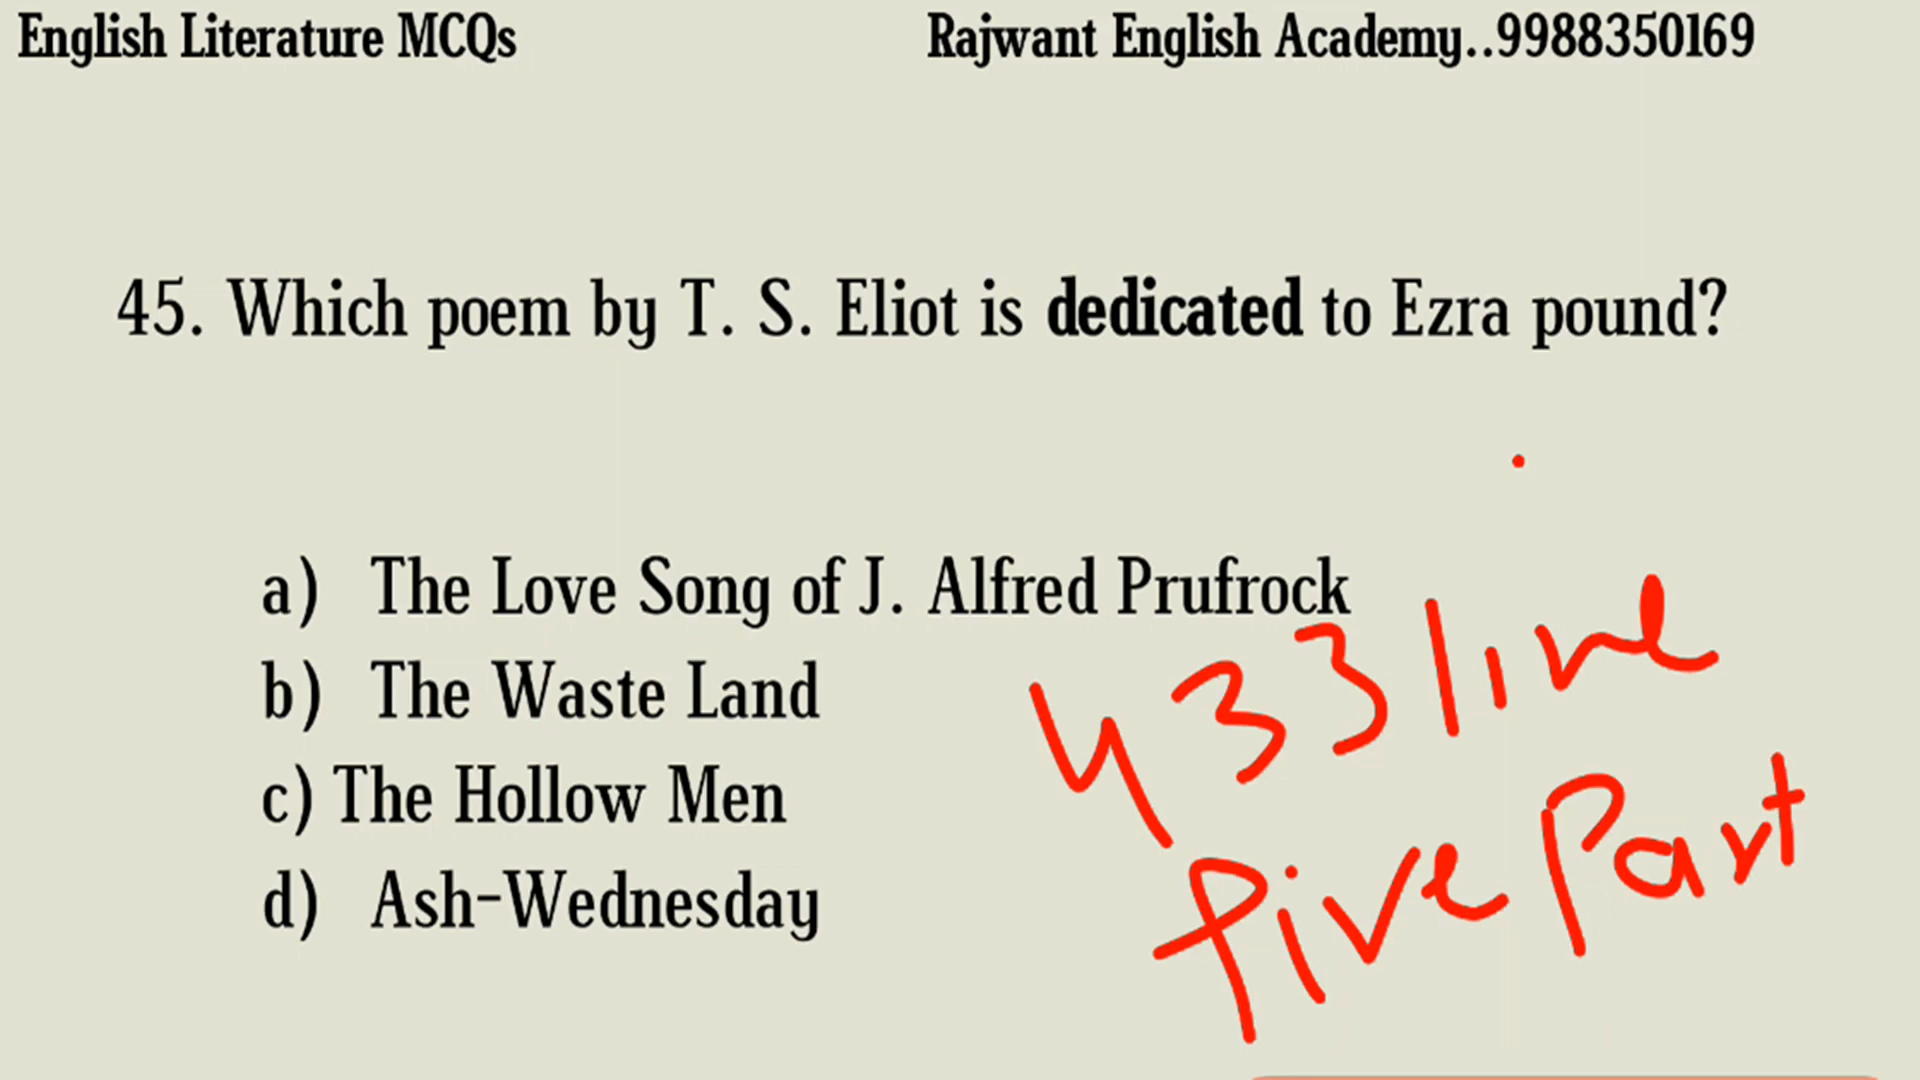 English Literature MCQs Rajwant English Academy..9988350169
45. Which poem by T. S. Eliot is dedicated to Ezra pound?
a) The Love Song of J. Alfred Prufrock
b) The Waste Land
c) The Hollow Men
d) Ash-Wednesday
433 line
five Part